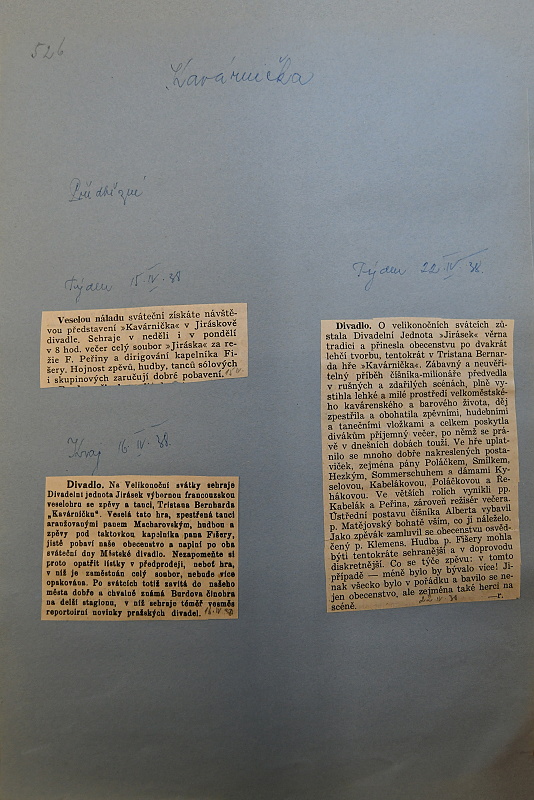 526
Kavárnička
Předběžné
Týden 15 IV 38
Veselou náladu sváteční získáte návště-
vou představení »Kavárnička« v Jiráskově
divadle. Sehraje v neděli i v pondělí
v 8 hod. večer celý soubor »Jiráska« za re-
žie F. Peřiny a dirigování kapelníka Fi-
šery. Hojnost zpěvů, hudby, tanců sólových
i skupinových zaručují dobré pobavení.
Kraj 16 IV 38.
Divadlo. Na Velikonoční svátky sehraje
Divadelní jednota Jirásek výbornou francouzskou
veselohru se zpěvy a tanci, Tristana Bernharda
„Kavárničku“. Veselá tato hra, spestřená tanci
aranžovanými panem Macharovským, hudbou a
zpěvy pod taktovkou kapelníka pana Fišery,
jistě pobaví naše obecenstvo a naplní po oba
sváteční dny Městské divadlo. Nezapomeňte si
proto opatřit lístky v předprodeji, neboť hra,
v níž je zaměstnán celý soubor, nebude více
opakována. Po svátcích totiž zavítá do našeho
města dobře a chvalně známá Burdova činohra
na delší stagionu, v níž sehraje téměř vesměs
repertoirní novinky pražských divadel. 16 IV 38
Týden 22 IV 38.
Divadlo. O velikonočních svátcích zů-
stala Divadelní Jednota »Jirásek« věrna
tradici a přinesla obecenstvu po dvakrát
lehčí tvorbu, tentokrát v Tristana Bernar-
da hře »Kavárnička«. Zábavný a neuvěři-
telný příběh číšníka-milionáře předvedla
v rušných a zdařilých scénách, plně vy-
stihla lehké a milé prostředí velkoměstské-
ho kavárenského a barového života, děj
zpestřila a obohatila zpěvními, hudebními
a tanečními vložkami a celkem poskytla
divákům příjemný večer, po němž se prá-
vě v dnešních dobách touží. Ve hře uplat-
nilo se mnoho dobře nakreslených posta-
viček, zejména pány Poláčkem, Smilkem,
Hezkým, Sommerschuhem a dámami Ky-
selovou, Kabelákovou, Poláčkovou a Ře-
hákovou. Ve větších rolích vynikli pp.
Kabelák a Peřina, zároveň režisér večera.
Ústřední postavu číšníka Alberta vybavil
p. Matějovský bohatě vším, co jí náleželo.
Jako zpěvák zamluvil se obecenstvu osvěd-
čený p. Klemens. Hudba p. Fišery mohla
býti tentokráte sehranější a v doprovodu
diskretnější. Co se týče zpěvu: v tomto
případě — méně bylo by bývalo více! Ji-
nak všecko bylo v pořádku a bavilo se ne-
jen obecenstvo, ale zejména také herci na
scéně. 22 IV 38 —r.